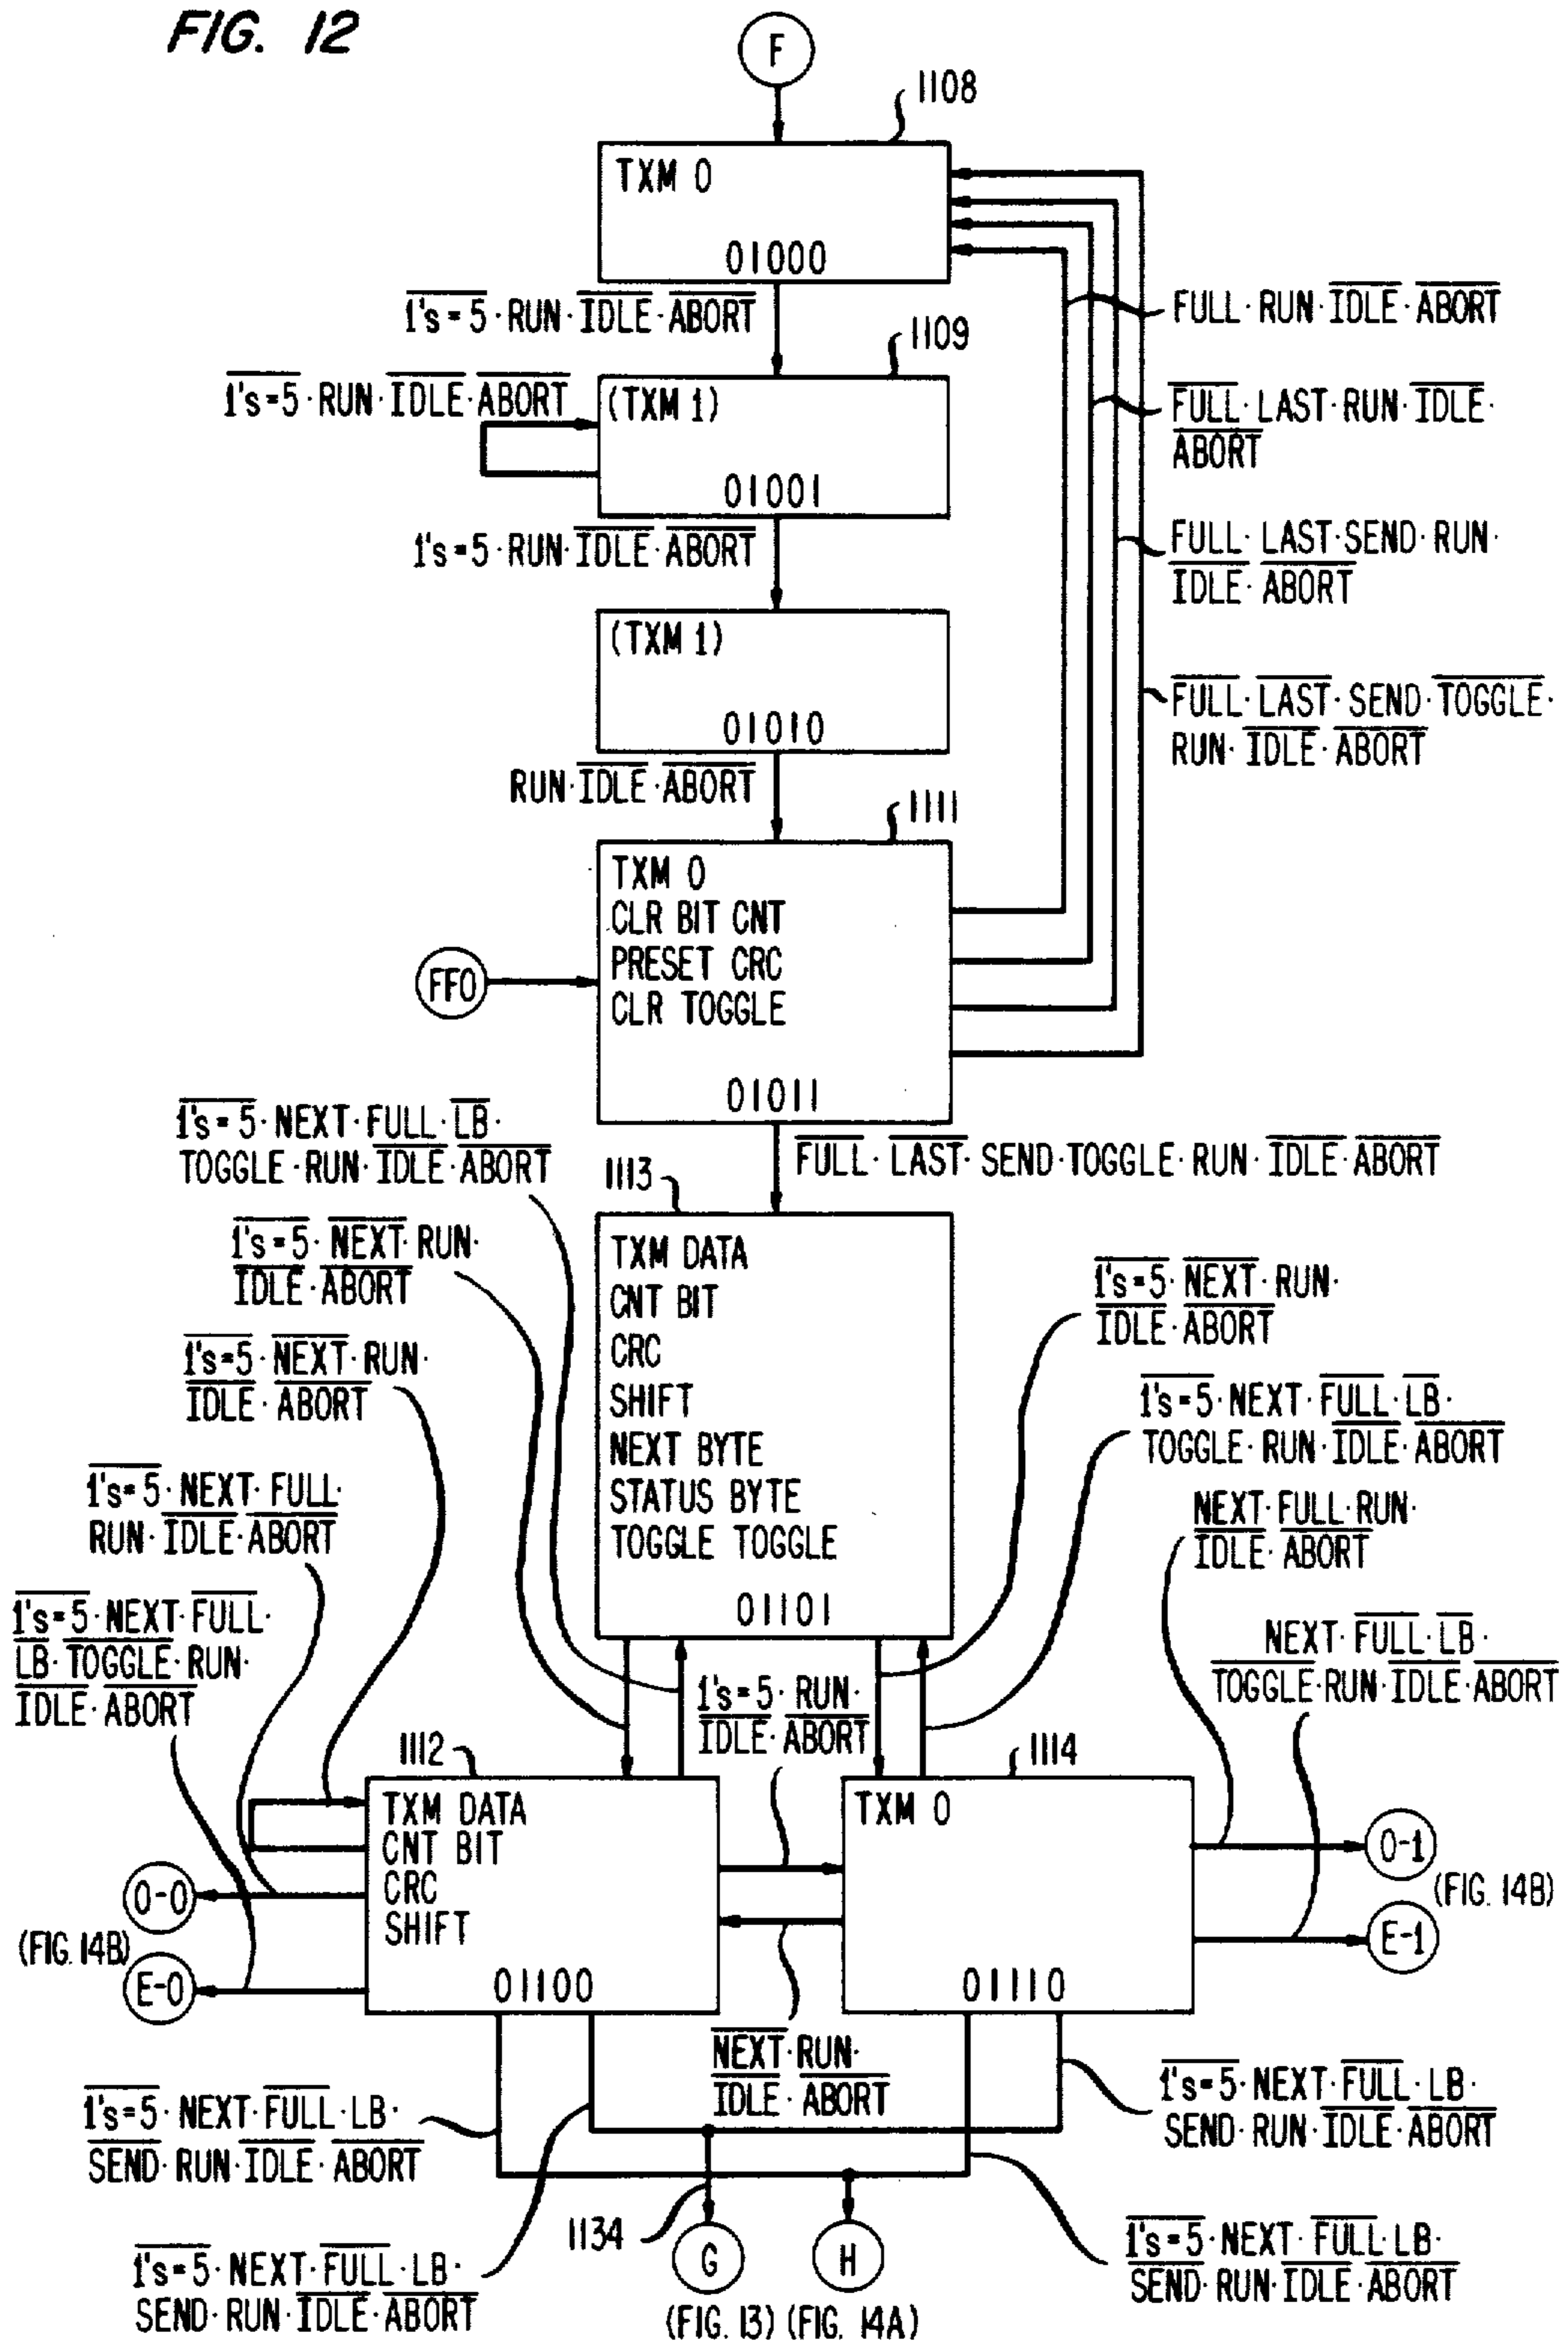 FIG. 12
F
1108
TXM 0
01000
1's=5·RUN·IDLE·ABORT
FULL·RUN·IDLE·ABORT
1109
1's=5·RUN·IDLE·ABORT
(TXM 1)
01001
FULL·LAST·RUN·IDLE·
ABORT
1's=5·RUN·IDLE·ABORT
FULL·LAST·SEND·RUN·
IDLE·ABORT
(TXM 1)
01010
FULL·LAST·SEND·TOGGLE·
RUN·IDLE·ABORT
RUN·IDLE·ABORT
1111
TXM 0
CLR BIT CNT
PRESET CRC
CLR TOGGLE
01011
FF0
1's=5·NEXT·FULL·LB·
TOGGLE·RUN·IDLE·ABORT
FULL·LAST·SEND·TOGGLE·RUN·IDLE·ABORT
1113
1's=5·NEXT·RUN·
IDLE·ABORT
TXM DATA
CNT BIT
CRC
SHIFT
NEXT BYTE
STATUS BYTE
TOGGLE TOGGLE
01101
1's=5·NEXT·RUN·
IDLE·ABORT
1's=5·NEXT·RUN·
IDLE·ABORT
1's=5·NEXT·FULL·LB·
TOGGLE·RUN·IDLE·ABORT
1's=5·NEXT·FULL·
RUN·IDLE·ABORT
NEXT·FULL·RUN·
IDLE·ABORT
1's=5·NEXT·FULL·
LB·TOGGLE·RUN·
IDLE·ABORT
NEXT·FULL·LB·
TOGGLE·RUN·IDLE·ABORT
1's=5·RUN·
IDLE·ABORT
1112
TXM DATA
CNT BIT
CRC
SHIFT
01100
1114
TXM 0
01110
0-0
(FIG. 14B)
E-0
0-1
(FIG. 14B)
E-1
NEXT·RUN·
IDLE·ABORT
1's=5·NEXT·FULL·LB·
SEND·RUN·IDLE·ABORT
1's=5·NEXT·FULL·LB·
SEND·RUN·IDLE·ABORT
1134
G
H
1's=5·NEXT·FULL·LB·
SEND·RUN·IDLE·ABORT
1's=5·NEXT·FULL·LB·
SEND·RUN·IDLE·ABORT
(FIG. 13) (FIG. 14A)